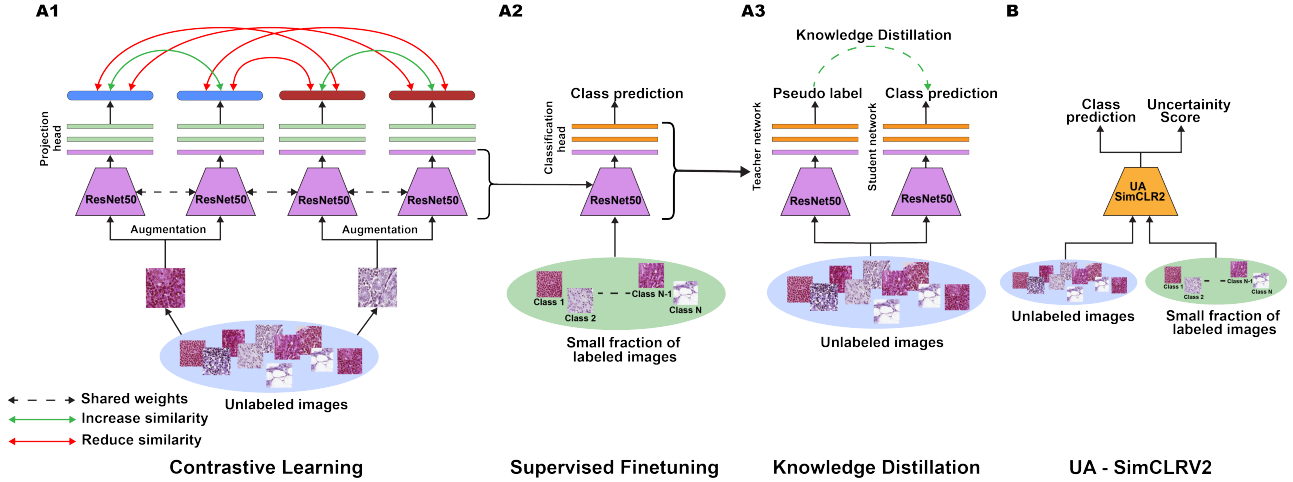 A1
A2
A3
B
Knowledge Distillation
Projection
head
ResNet50
ResNet50
ResNet50
ResNet50
Augmentation
Augmentation
Unlabeled images
Shared weights
Increase similarity
Reduce similarity
Contrastive Learning
Class prediction
Classification
head
ResNet50
Class 1
Class 2
Class N-1
Class N
Small fraction of
labeled images
Supervised Finetuning
Pseudo label
Class prediction
Teacher network
Student network
ResNet50
ResNet50
Unlabeled images
Knowledge Distillation
Class
prediction
Uncertainity
Score
UA
SimCLR2
Unlabeled images
Class 1
Class 2
Class N-1
Class N
Small fraction of
labeled images
UA - SimCLRV2